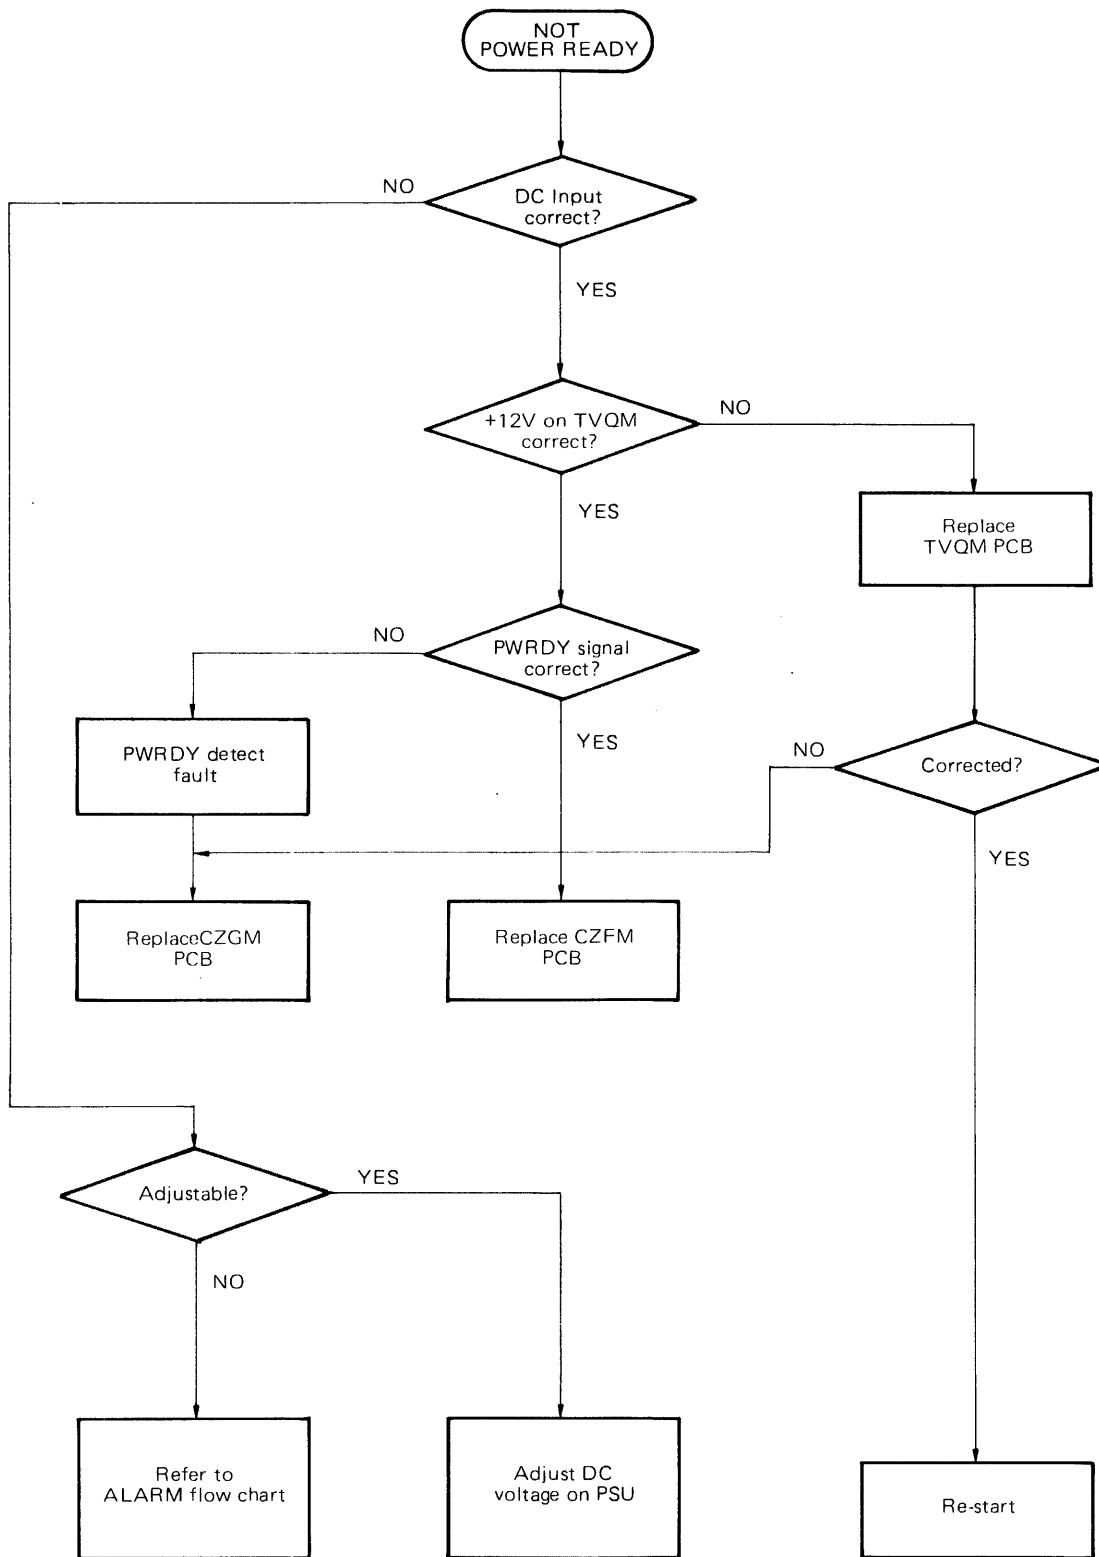 NOT
POWER READY
NO
DC Input
correct?
YES
+12V on TVQM
correct?
NO
YES
Replace
TVQM PCB
NO
PWRDY signal
correct?
PWRDY detect
fault
YES
NO
Corrected?
YES
ReplaceCZGM
PCB
Replace CZFM
PCB
Adjustable?
YES
NO
Refer to
ALARM flow chart
Adjust DC
voltage on PSU
Re-start